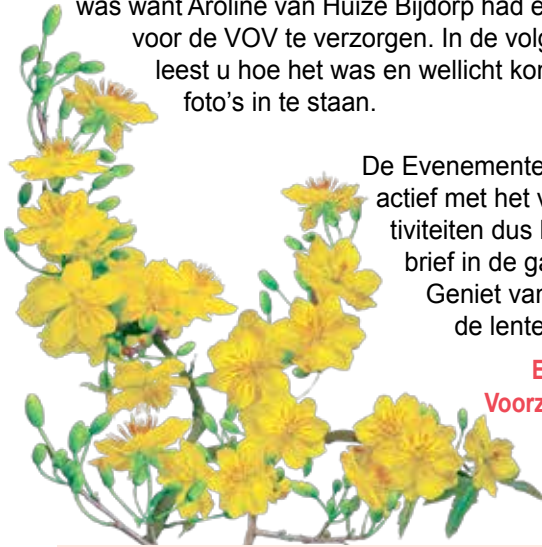 was want Aroline van Huize Bijdorp had e
voor de VOV te verzorgen. In de volg
leest u hoe het was en wellicht ko
foto's in te staan.
De Evenemente
actief met het v
tiviteiten dus
brief in de ga
Geniet van
de lente
E
Voorz